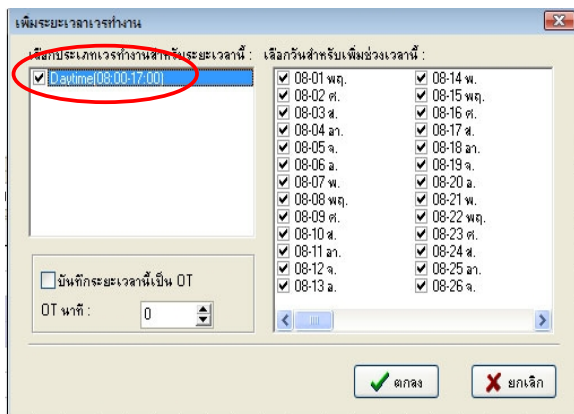 เพิ่มระยะเวลาเวรทำงาน
เลือกประเภทเวรทำงานสำหรับระยะเวลานี้ :
Daytime(08:00-17:00)
เลือกวันสำหรับเพิ่มช่วงเวลานี้ :
08-01 พฤ.
08-02 ศ.
08-03 ส.
08-04 อา.
08-05 จ.
08-06 อ.
08-07 พ.
08-08 พฤ.
08-09 ศ.
08-10 ส.
08-11 อา.
08-12 จ.
08-13 อ.
08-14 พ.
08-15 พฤ.
08-16 ศ.
08-17 ส.
08-18 อา.
08-19 จ.
08-20 อ.
08-21 พ.
08-22 พฤ.
08-23 ศ.
08-24 ส.
08-25 อา.
08-26 จ.
บันทึกระยะเวลานี้เป็น OT
OT นาที : 0
ตกลง
ยกเลิก